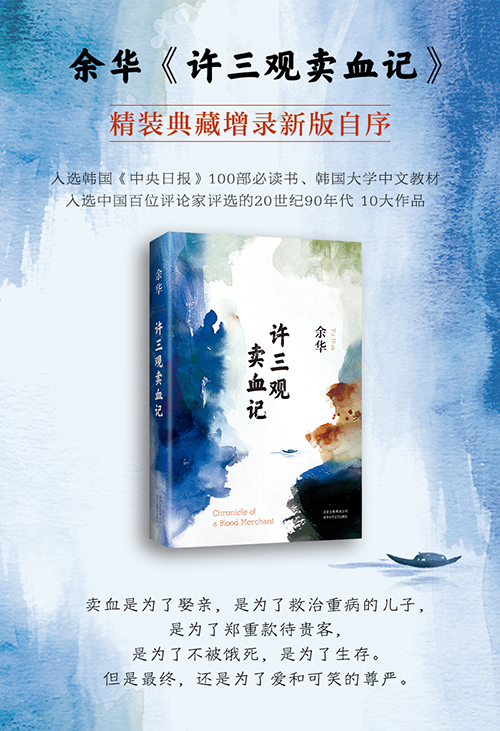 余华《许三观卖血记》
精装典藏增录新版自序
入选韩国《中央日报》100部必读书、韩国大学中文教材
入选中国百位评论家评选的20世纪90年代 10大作品
余华
许三观卖血记
余华
Yu Hua
许三观
卖血记
Chronicle of
a Blood Merchant
卖血是为了娶亲，是为了救治重病的儿子，
是为了郑重款待贵客，
是为了不被饿死，是为了生存。
但是最终，还是为了爱和可笑的尊严。